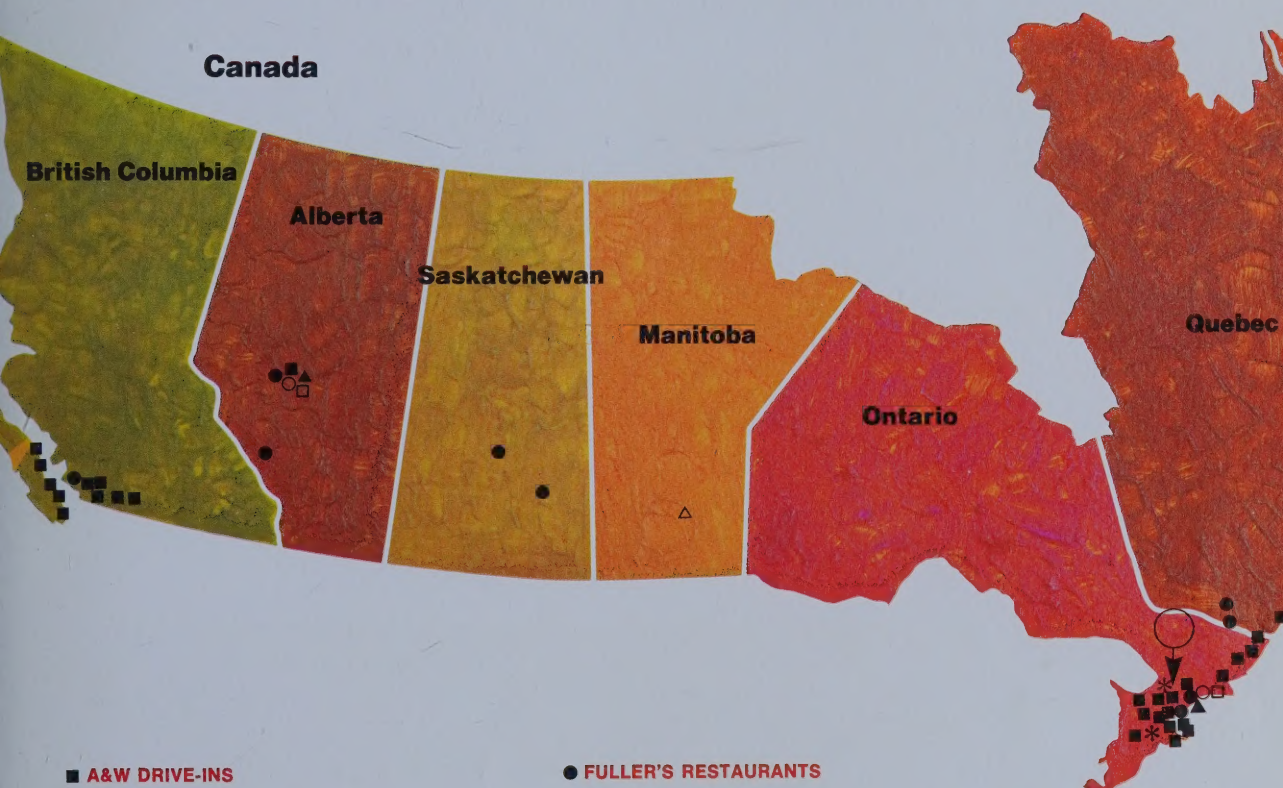 Canada
British Columbia
Alberta
Saskatchewan
Manitoba
Quebec
Ontario
A&W DRIVE-INS
FULLER'S RESTAURANTS